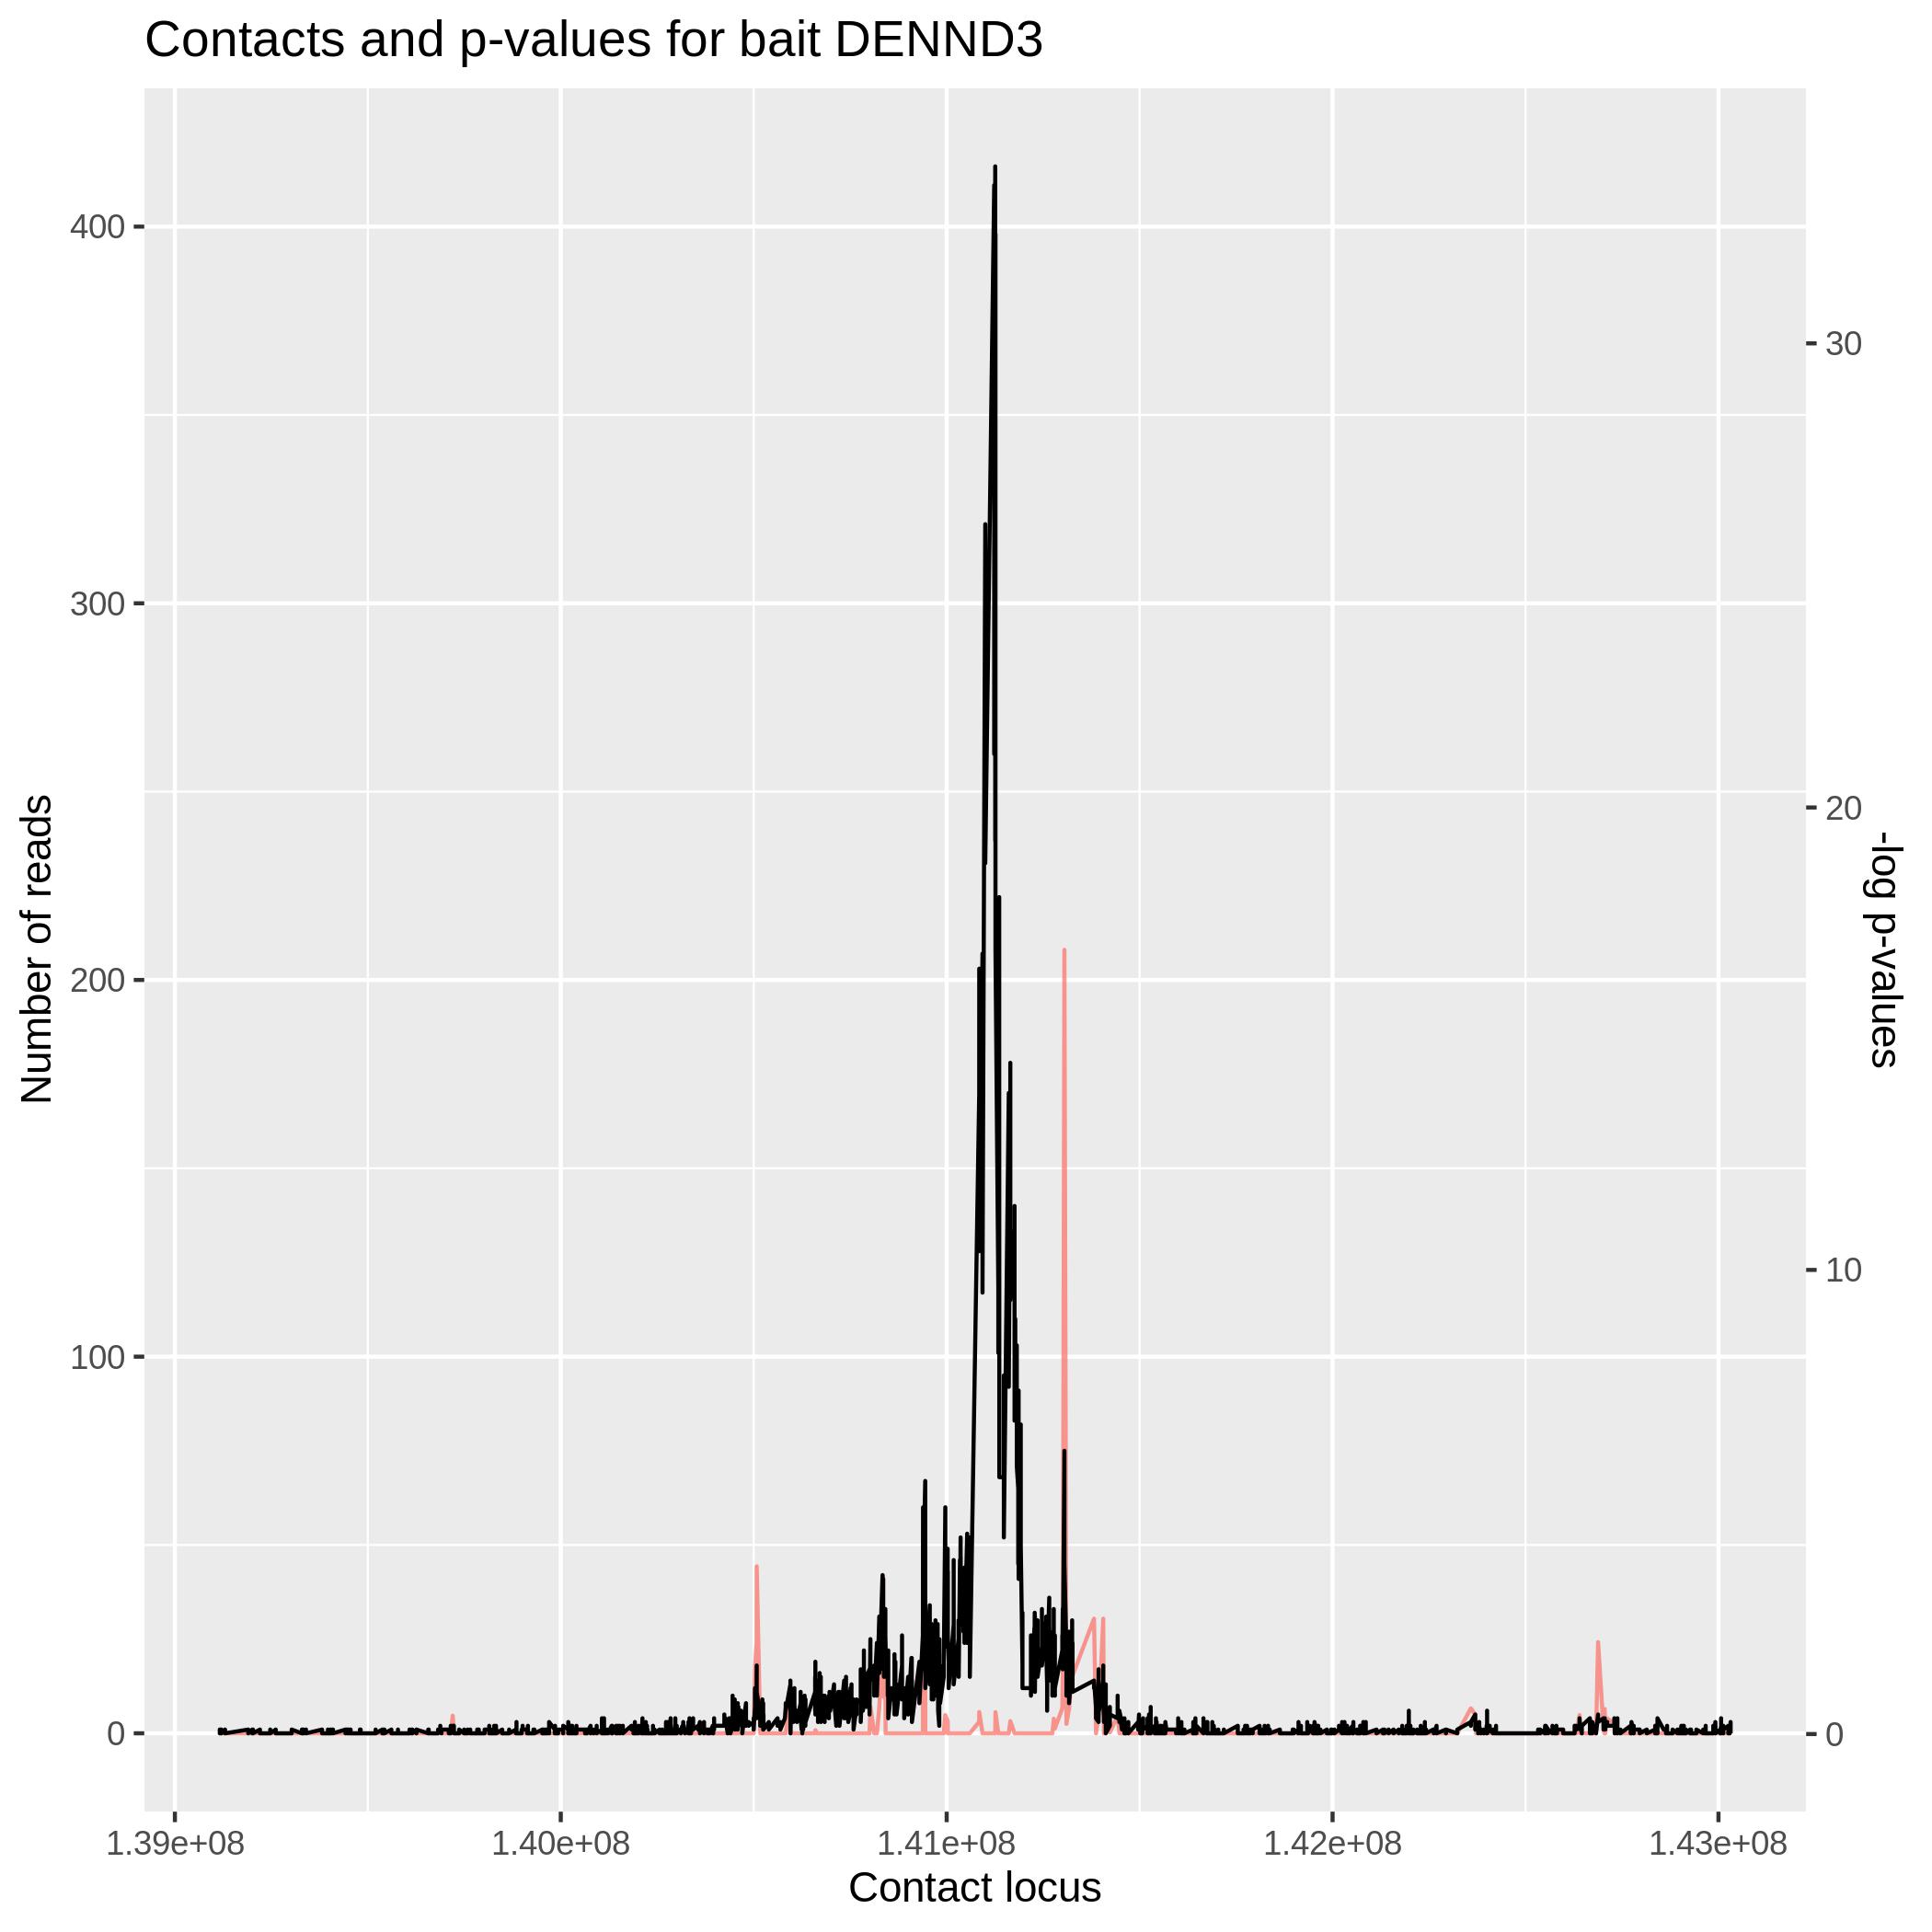 Contacts and p-values for bait DENND3
Number of reads
400
300
200
100
0
30
20
10
0
-log p-values
1.39e+08
1.40e+08
1.41e+08
1.42e+08
1.43e+08
Contact locus